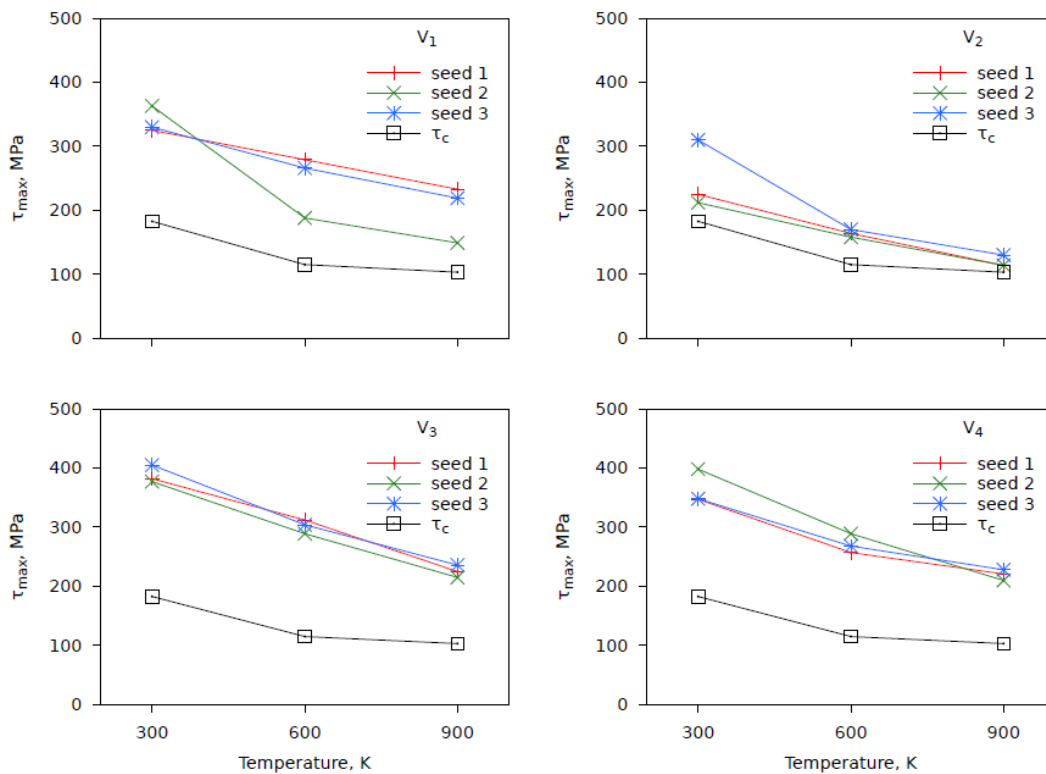 500
400
300
200
100
0
τmax, MPa
V1
seed 1
seed 2
seed 3
τc
500
400
300
200
100
0
τmax, MPa
V2
seed 1
seed 2
seed 3
τc
500
400
300
200
100
0
τmax, MPa
V3
seed 1
seed 2
seed 3
τc
300 600 900
Temperature, K
500
400
300
200
100
0
τmax, MPa
V4
seed 1
seed 2
seed 3
τc
300 600 900
Temperature, K